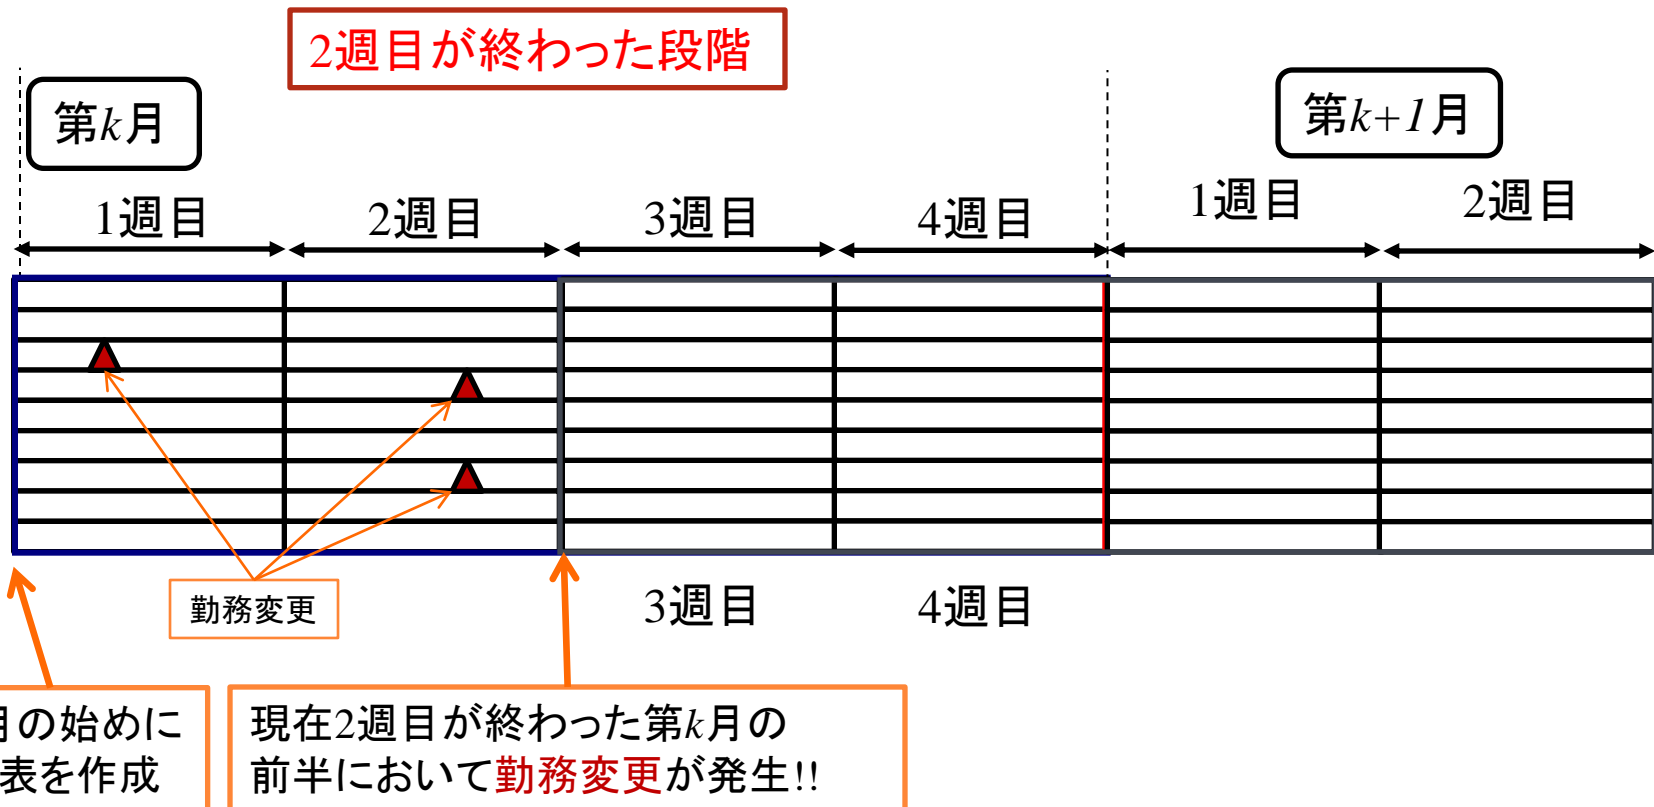 2週目が終わった段階
第k月
第k+1月
1週目
2週目
3週目
4週目
1週目
2週目
勤務変更
3週目
4週目
月の始めに
表を作成
現在2週目が終わった第k月の
前半において勤務変更が発生!!